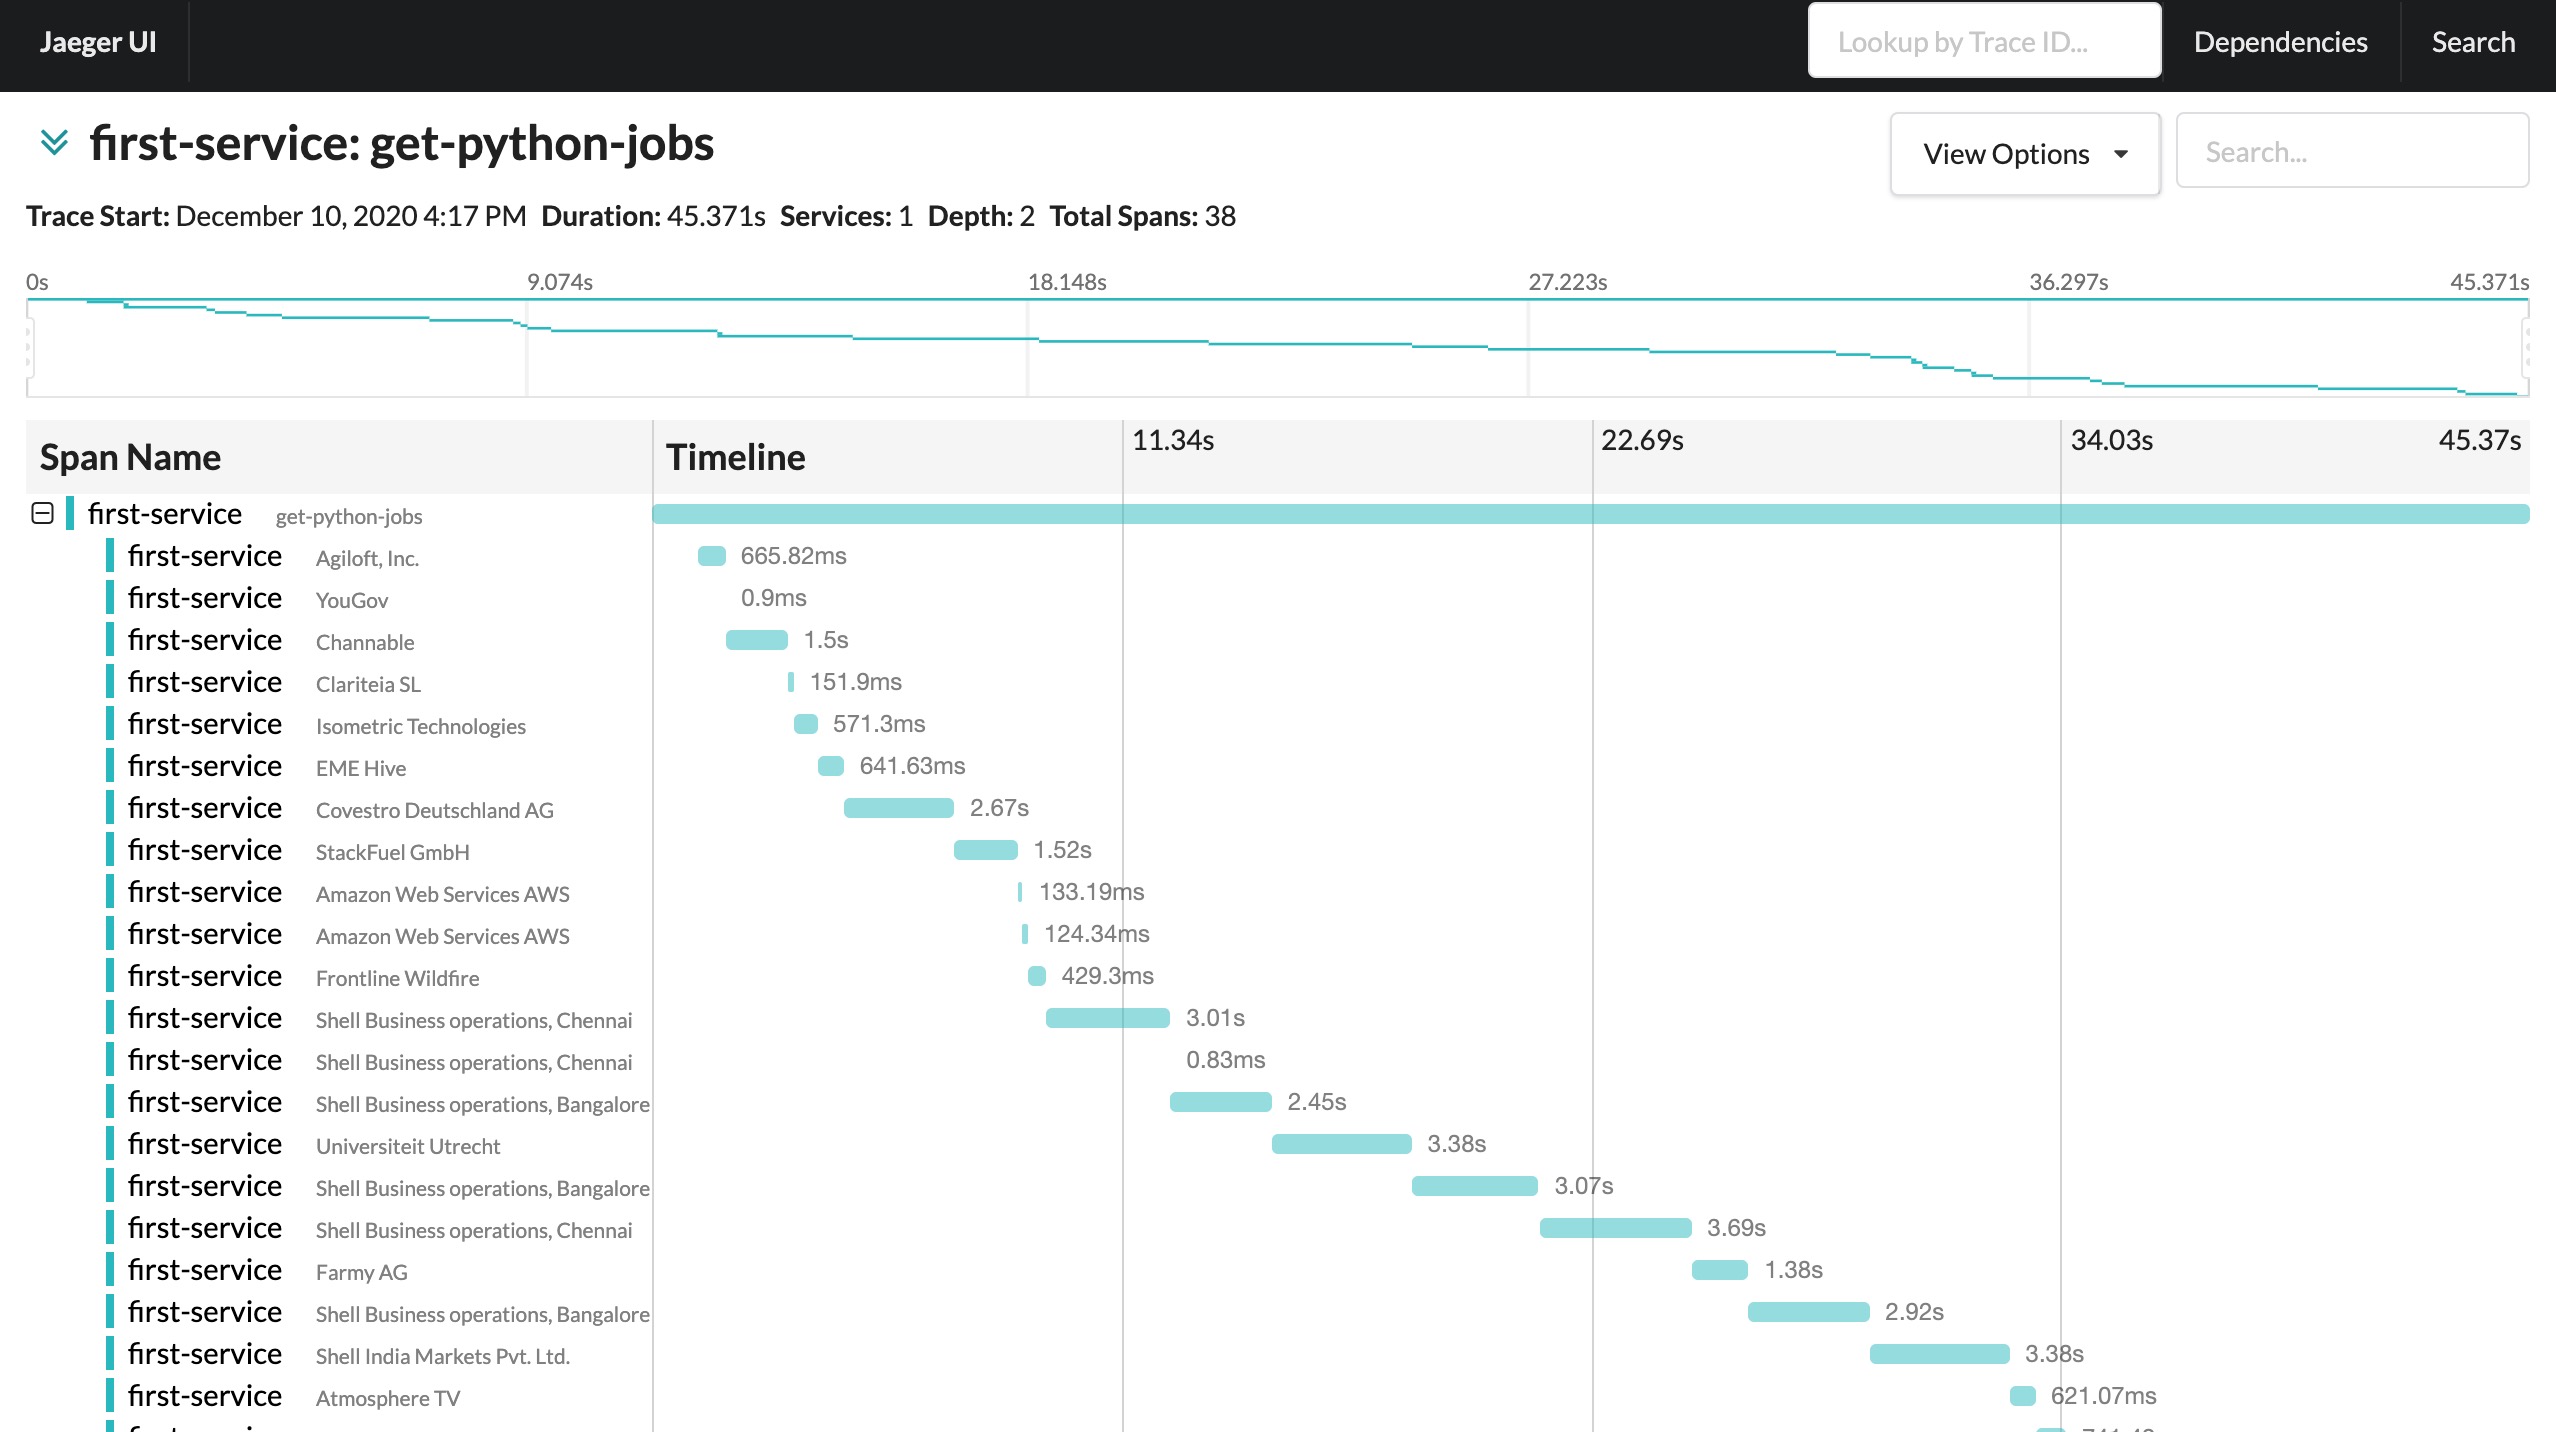 Jaeger UI
Lookup by Trace ID...
Dependencies
Search
first-service: get-python-jobs
View Options
Search...
Trace Start: December 10, 2020 4:17 PM Duration: 45.371s Services: 1 Depth: 2 Total Spans: 38
0s 9.074s 18.148s 27.223s 36.297s 45.371s
Span Name Timeline 11.34s 22.69s 34.03s 45.37s
first-service get-python-jobs
first-service Agiloft, Inc. 665.82ms
first-service YouGov 0.9ms
first-service Channable 1.5s
first-service Clariteia SL 151.9ms
first-service Isometric Technologies 571.3ms
first-service EME Hive 641.63ms
first-service Covestro Deutschland AG 2.67s
first-service StackFuel GmbH 1.52s
first-service Amazon Web Services AWS 133.19ms
first-service Amazon Web Services AWS 124.34ms
first-service Frontline Wildfire 429.3ms
first-service Shell Business operations, Chennai 3.01s
first-service Shell Business operations, Chennai 0.83ms
first-service Shell Business operations, Bangalore 2.45s
first-service Universiteit Utrecht 3.38s
first-service Shell Business operations, Bangalore 3.07s
first-service Shell Business operations, Chennai 3.69s
first-service Farmy AG 1.38s
first-service Shell Business operations, Bangalore 2.92s
first-service Shell India Markets Pvt. Ltd. 3.38s
first-service Atmosphere TV 621.07ms